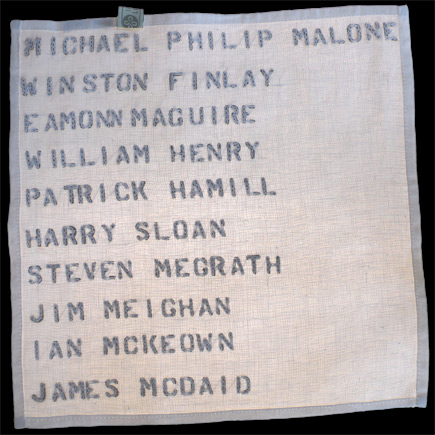 MICHAEL PHILIP MALONE
WINSTON FINLAY
EAMONN MAGUIRE
WILLIAM HENRY
PATRICK HAMILL
HARRY SLOAN
STEVEN MEGRATH
JIM MEIGHAN
IAN MCKEOWN
JAMES MCDAID